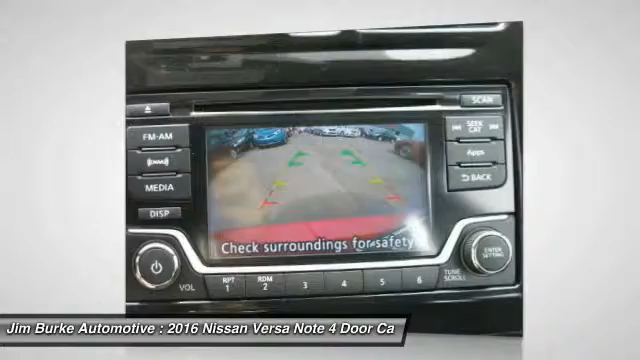 SCAN
FM-AM
SEEK
CAT
Apps
MEDIA
BACK
DISP
Check surroundings for safety
ENTER
SETTING
VOL
RPT
1
RDM
2
3
4
5
6
TUNE
SCROLL
Jim Burke Automotive : 2016 Nissan Versa Note 4 Door Ca